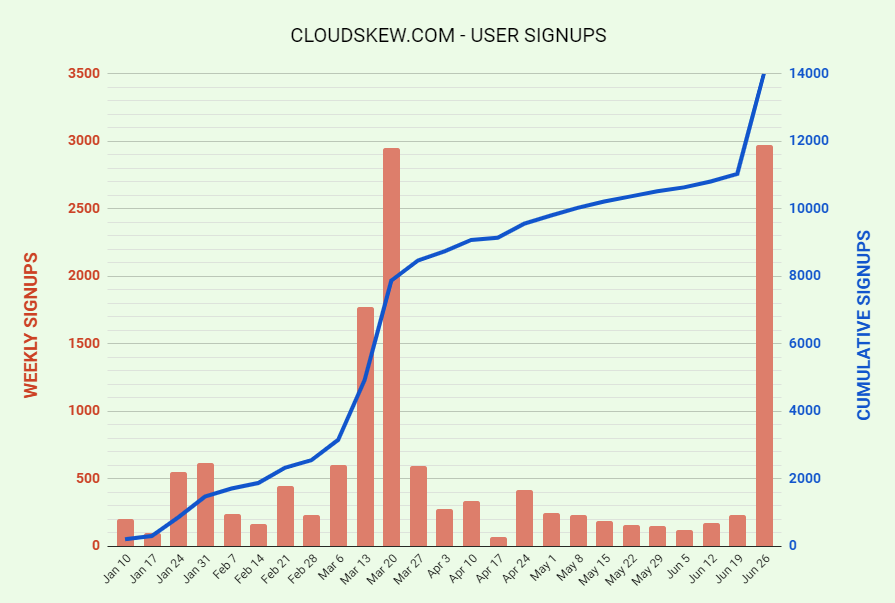 CLOUDSKEW.COM - USER SIGNUPS
3500
3000
2500
2000
1500
1000
500
0
WEEKLY SIGNUPS
14000
12000
10000
8000
6000
4000
2000
0
CUMULATIVE SIGNUPS
Jan 10
Jan 17
Jan 24
Jan 31
Feb 7
Feb 14
Feb 21
Feb 28
Mar 6
Mar 13
Mar 20
Mar 27
Apr 3
Apr 10
Apr 17
Apr 24
May 1
May 8
May 15
May 22
May 29
Jun 5
Jun 12
Jun 19
Jun 26